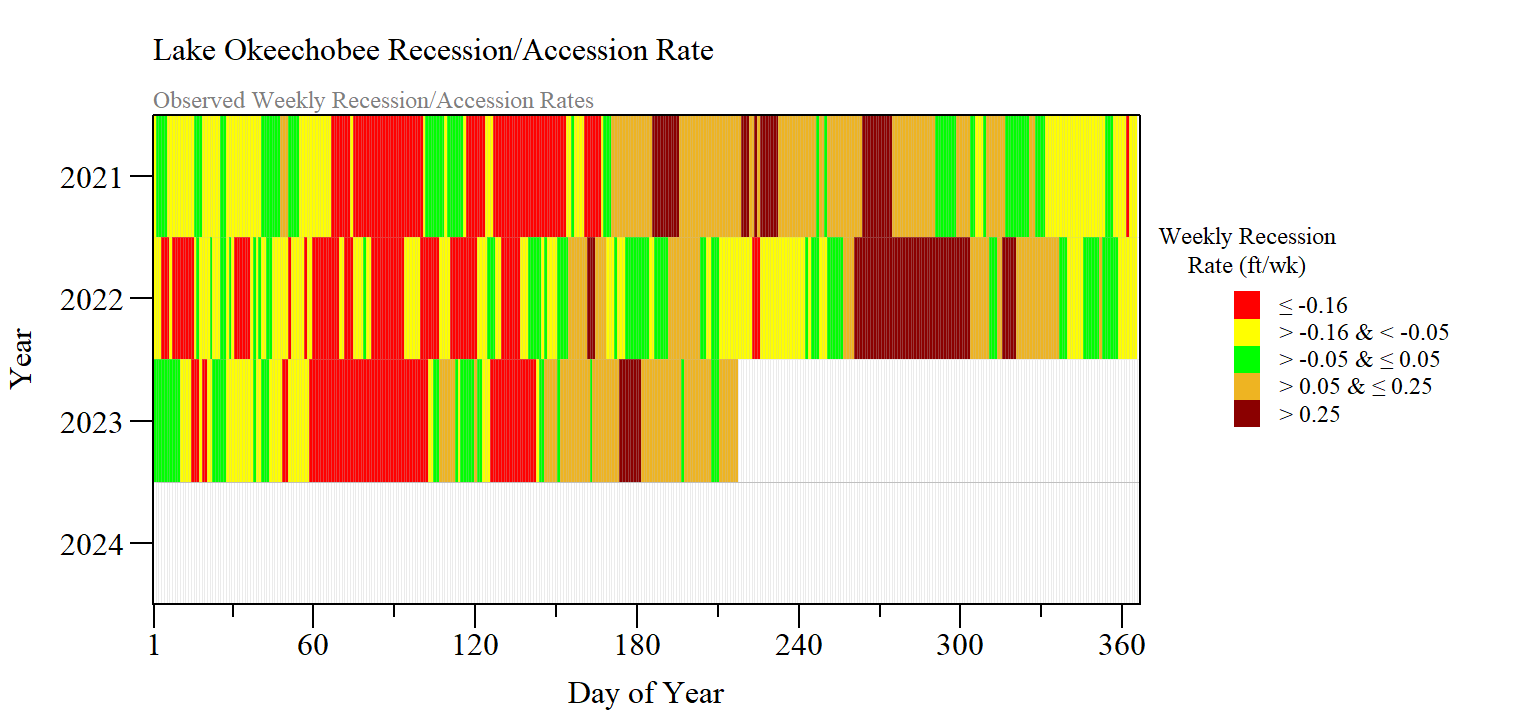 Lake Okeechobee Recession/Accession Rate
Observed Weekly Recession/Accession Rates
Year
2021
2022
2023
2024
1 60 120 180 240 300 360
Day of Year
Weekly Recession
Rate (ft/wk)
≤ -0.16
> -0.16 & < -0.05
> -0.05 & ≤ 0.05
> 0.05 & ≤ 0.25
> 0.25